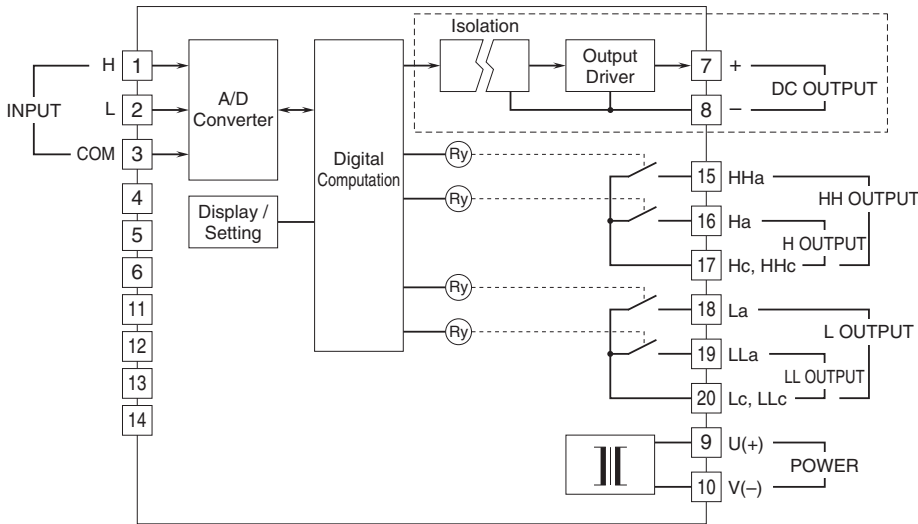 Isolation
H 1
L 2
COM 3
INPUT
4
5
6
11
12
13
14
A/D
Converter
Display /
Setting
Digital
Computation
Output
Driver
7 +
8 –
DC OUTPUT
Ry
Ry
Ry
Ry
15 HHa
16 Ha
17 Hc, HHc
HH OUTPUT
H OUTPUT
18 La
19 LLa
20 Lc, LLc
L OUTPUT
LL OUTPUT
9 U(+)
10 V(–)
POWER